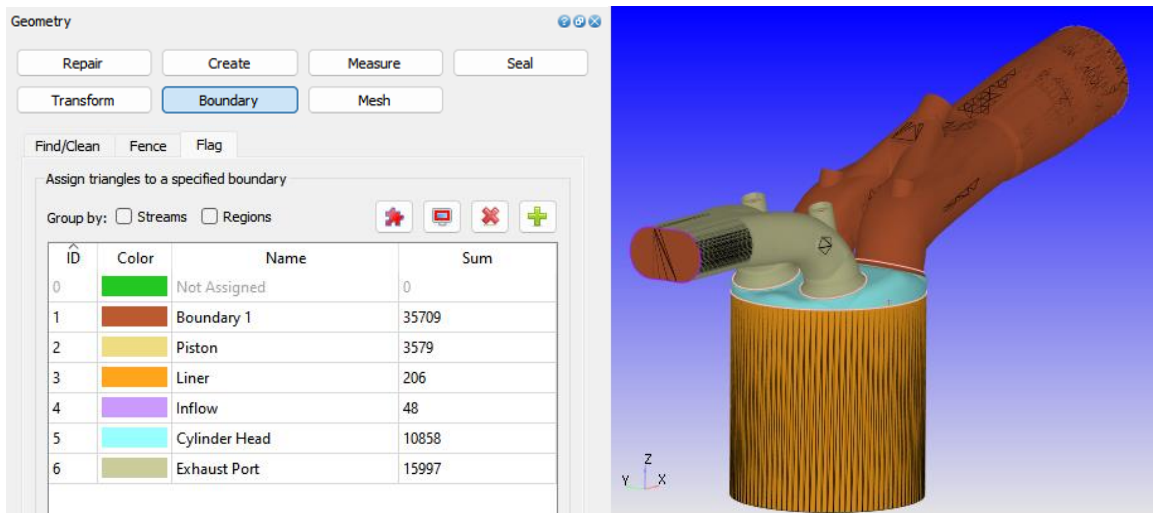 Geometry
Repair Create Measure Seal
Transform Boundary Mesh
Find/Clean Fence Flag
Assign triangles to a specified boundary
Group by: Streams Regions
ID Color Name Sum
0 Not Assigned 0
1 Boundary 1 35709
2 Piston 3579
3 Liner 206
4 Inflow 48
5 Cylinder Head 10858
6 Exhaust Port 15997
Z
Y X